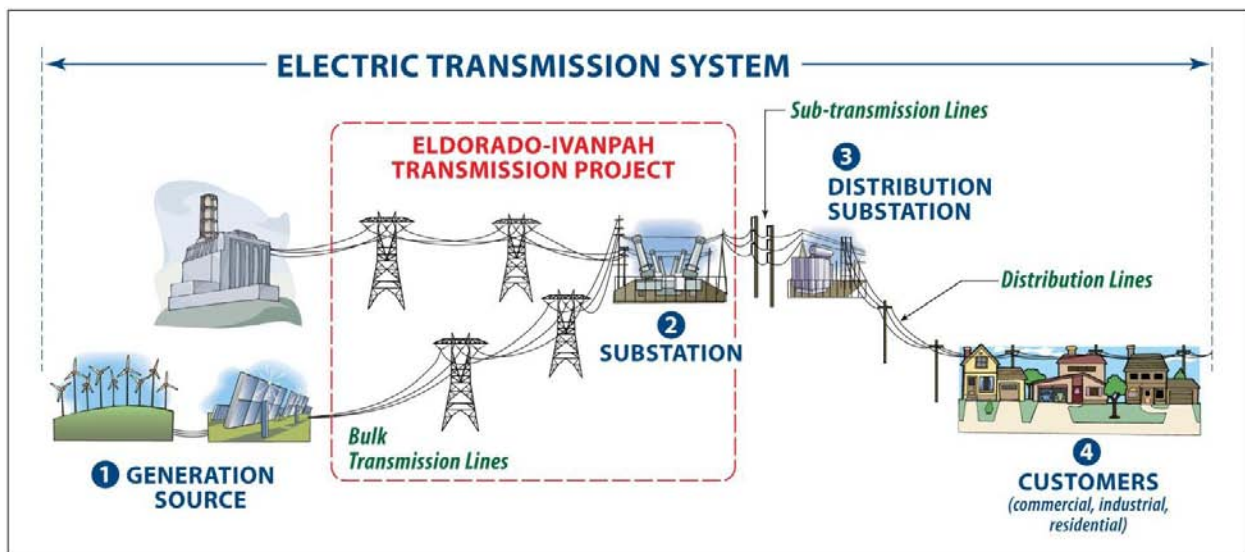 ELECTRIC TRANSMISSION SYSTEM
ELDORADO-IVANPAH
TRANSMISSION PROJECT
Sub-transmission Lines
3
DISTRIBUTION
SUBSTATION
Distribution Lines
2
SUBSTATION
Bulk
Transmission Lines
1 GENERATION
SOURCE
4
CUSTOMERS
(commercial, industrial,
residential)